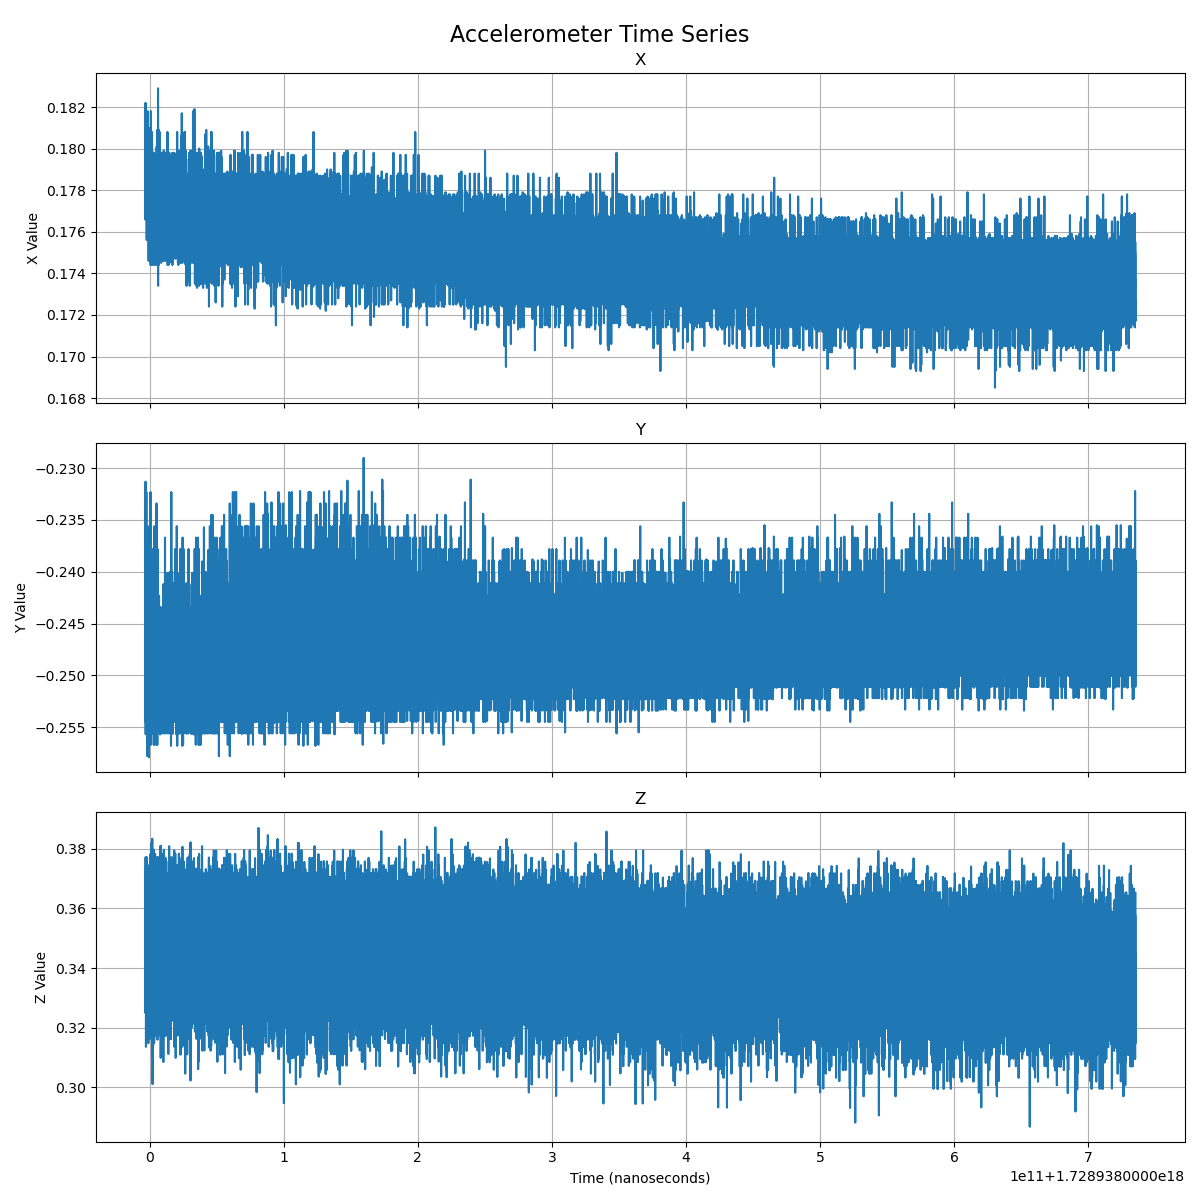 Accelerometer Time Series
X
0.182
0.180
0.178
0.176
0.174
0.172
0.170
0.168
X Value
Y
−0.230
−0.235
−0.240
−0.245
−0.250
−0.255
Y Value
Z
0.38
0.36
0.34
0.32
0.30
Z Value
0 1 2 3 4 5 6 7
Time (nanoseconds)
1e11+1.7289380000e18